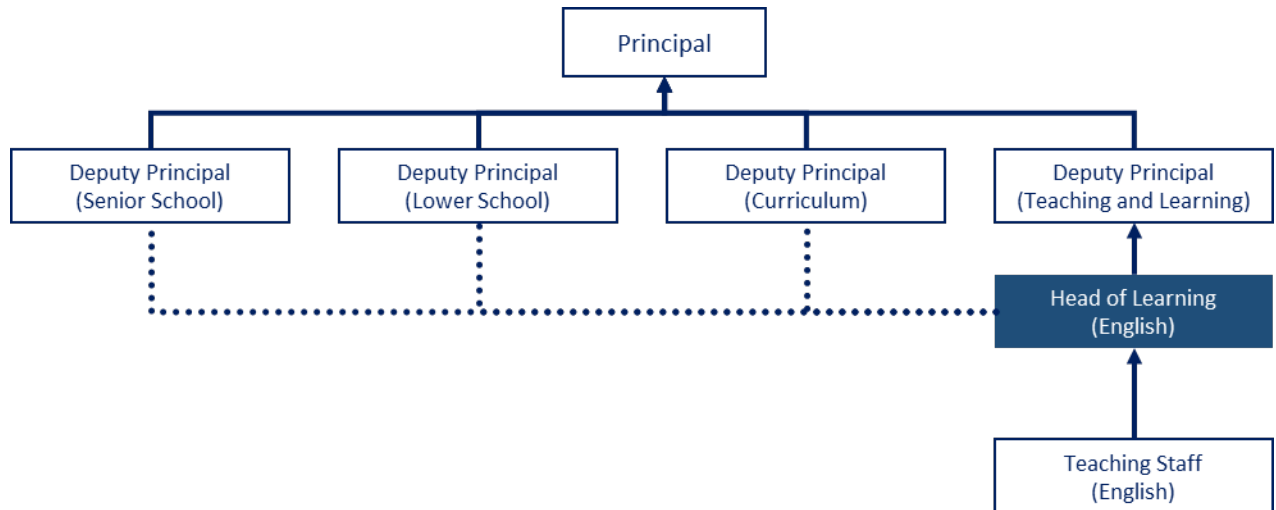 Principal
Deputy Principal
(Senior School)
Deputy Principal
(Lower School)
Deputy Principal
(Curriculum)
Deputy Principal
(Teaching and Learning)
Head of Learning
(English)
Teaching Staff
(English)